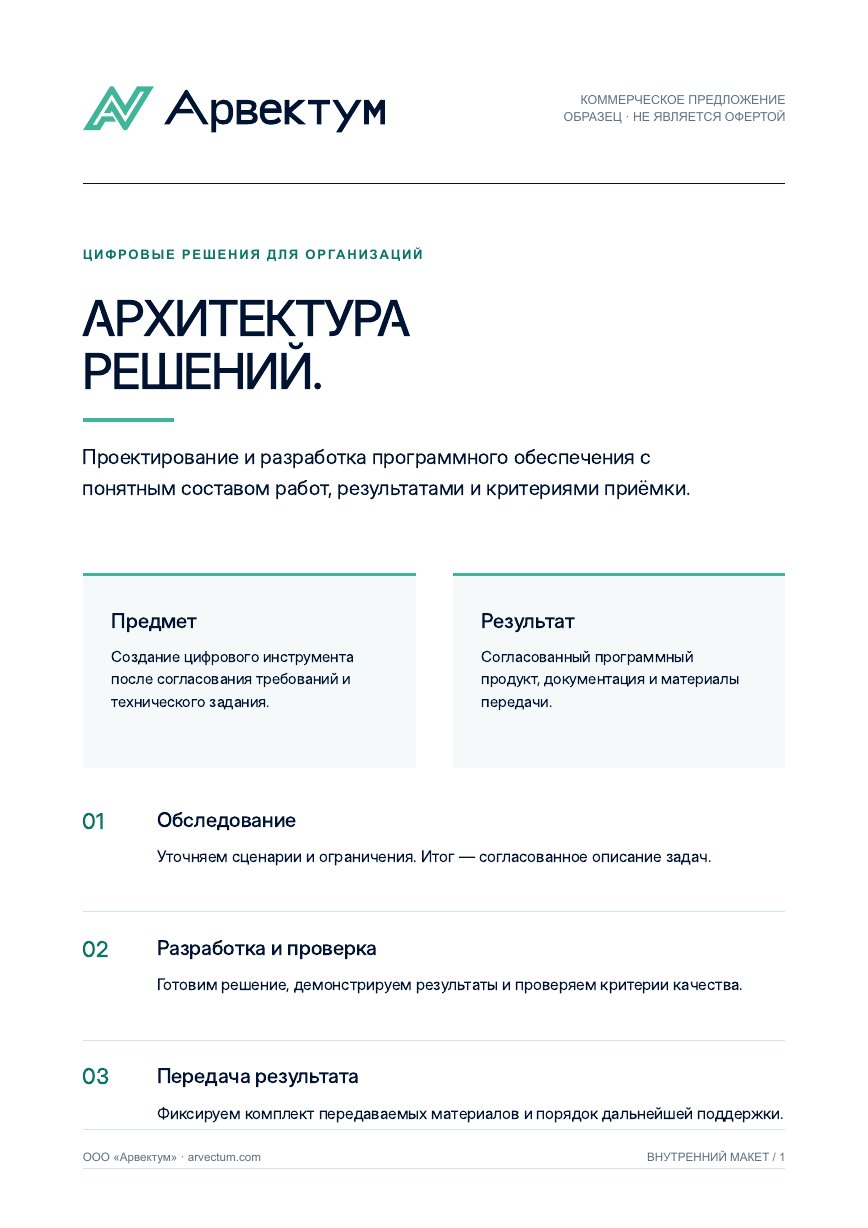 Арвектум
КОММЕРЧЕСКОЕ ПРЕДЛОЖЕНИЕ
ОБРАЗЕЦ · НЕ ЯВЛЯЕТСЯ ОФЕРТОЙ
ЦИФРОВЫЕ РЕШЕНИЯ ДЛЯ ОРГАНИЗАЦИЙ
АРХИТЕКТУРА
РЕШЕНИЙ.
Проектирование и разработка программного обеспечения с
понятным составом работ, результатами и критериями приёмки.
Предмет
Создание цифрового инструмента
после согласования требований и
технического задания.
Результат
Согласованный программный
продукт, документация и материалы
передачи.
01 Обследование
Уточняем сценарии и ограничения. Итог — согласованное описание задач.
02 Разработка и проверка
Готовим решение, демонстрируем результаты и проверяем критерии качества.
03 Передача результата
Фиксируем комплект передаваемых материалов и порядок дальнейшей поддержки.
ООО «Арвектум» · arvectum.com
ВНУТРЕННИЙ МАКЕТ / 1